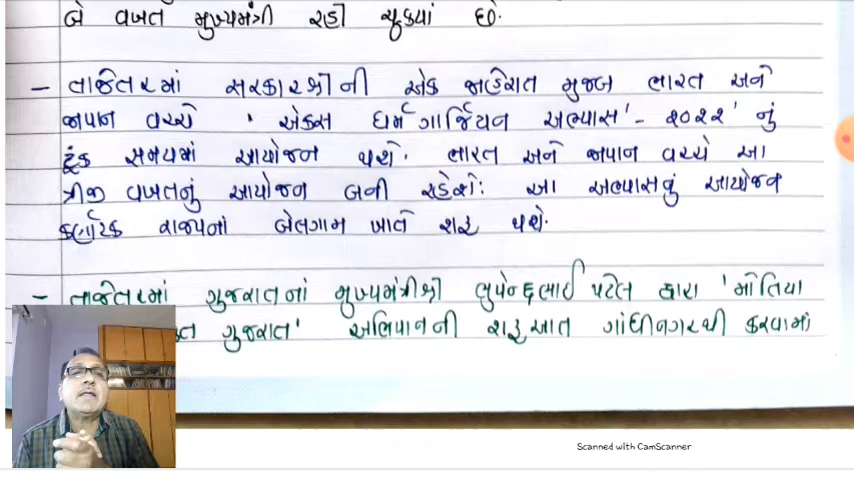 બે વખત મુખ્યમંત્રી રહી ચૂક્યાં છે.
- તાજેતરમાં સરકારશ્રીની એક જાહેરાત મુજબ ભારત અને
જાપાન વચ્ચે 'એક્સ ધર્મ ગાર્જિયન અભ્યાસ' - ૨૦૨૨' નું
ટૂંક સમયમાં આયોજન થશે. ભારત અને જાપાન વચ્ચે આ
ત્રીજી વખતનું આયોજન બની રહેશે. આ અભ્યાસનું આયોજન
કર્ણાટક રાજ્યનાં બેલગામ ખાતે શરૂ થશે.
- તાજેતરમાં ગુજરાતનાં મુખ્યમંત્રીશ્રી ભુપેન્દ્રભાઈ પટેલ દ્વારા 'મોતિયા
ગુજરાત' અભિયાનની શરૂઆત ગાંધીનગરથી કરવામાં
Scanned with CamScanner